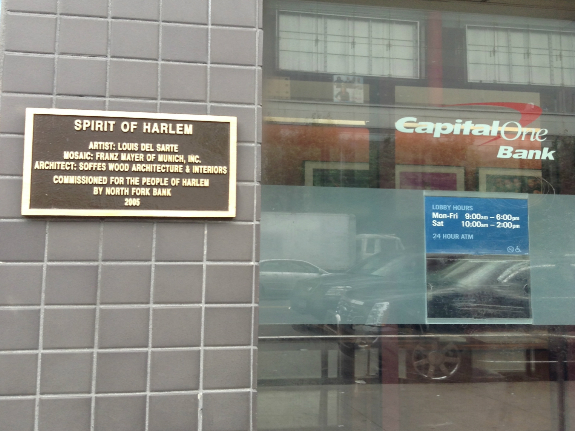 SPIRIT OF HARLEM
ARTIST: LOUIS DEL SARTE
MOSAIC: FRANZ MAYER OF MUNICH, INC.
ARCHITECT: SOFFES WOOD ARCHITECTURE & INTERIORS
COMMISSIONED FOR THE PEOPLE OF HARLEM
BY NORTH FORK BANK
2005
CapitalOne
Bank
LOBBY HOURS
Mon-Fri 9:00am - 6:00pm
Sat 10:00am - 2:00pm
24 HOUR ATM